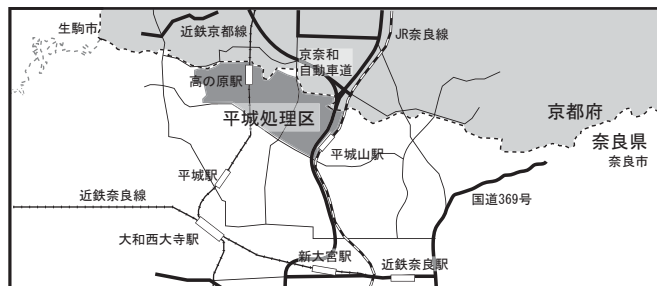 生駒市
近鉄京都線
JR奈良線
京奈和
自動車道
高の原駅
平城処理区
京都府
奈良県
奈良市
平城山駅
平城駅
国道369号
近鉄奈良線
大和西大寺駅
新大宮駅
近鉄奈良駅